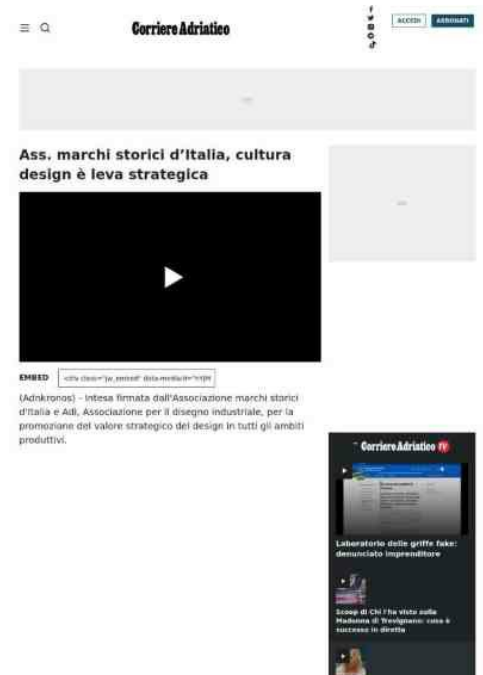 Corriere Adriatico
ACCEDI
ABBONATI
Ass. marchi storici d'Italia, cultura
design è leva strategica
EMBED
(Adnkronos) - Intesa firmata dall'Associazione marchi storici
d'Italia e Adi, Associazione per il disegno industriale, per la
promozione del valore strategico del design in tutti gli ambiti
produttivi.
Corriere Adriatico TV
Laboratorio delle griffe fake:
denunciato imprenditore
Scoop di Chi l'ha visto sulla
Madonna di Trevignano: cosa è
successo in diretta